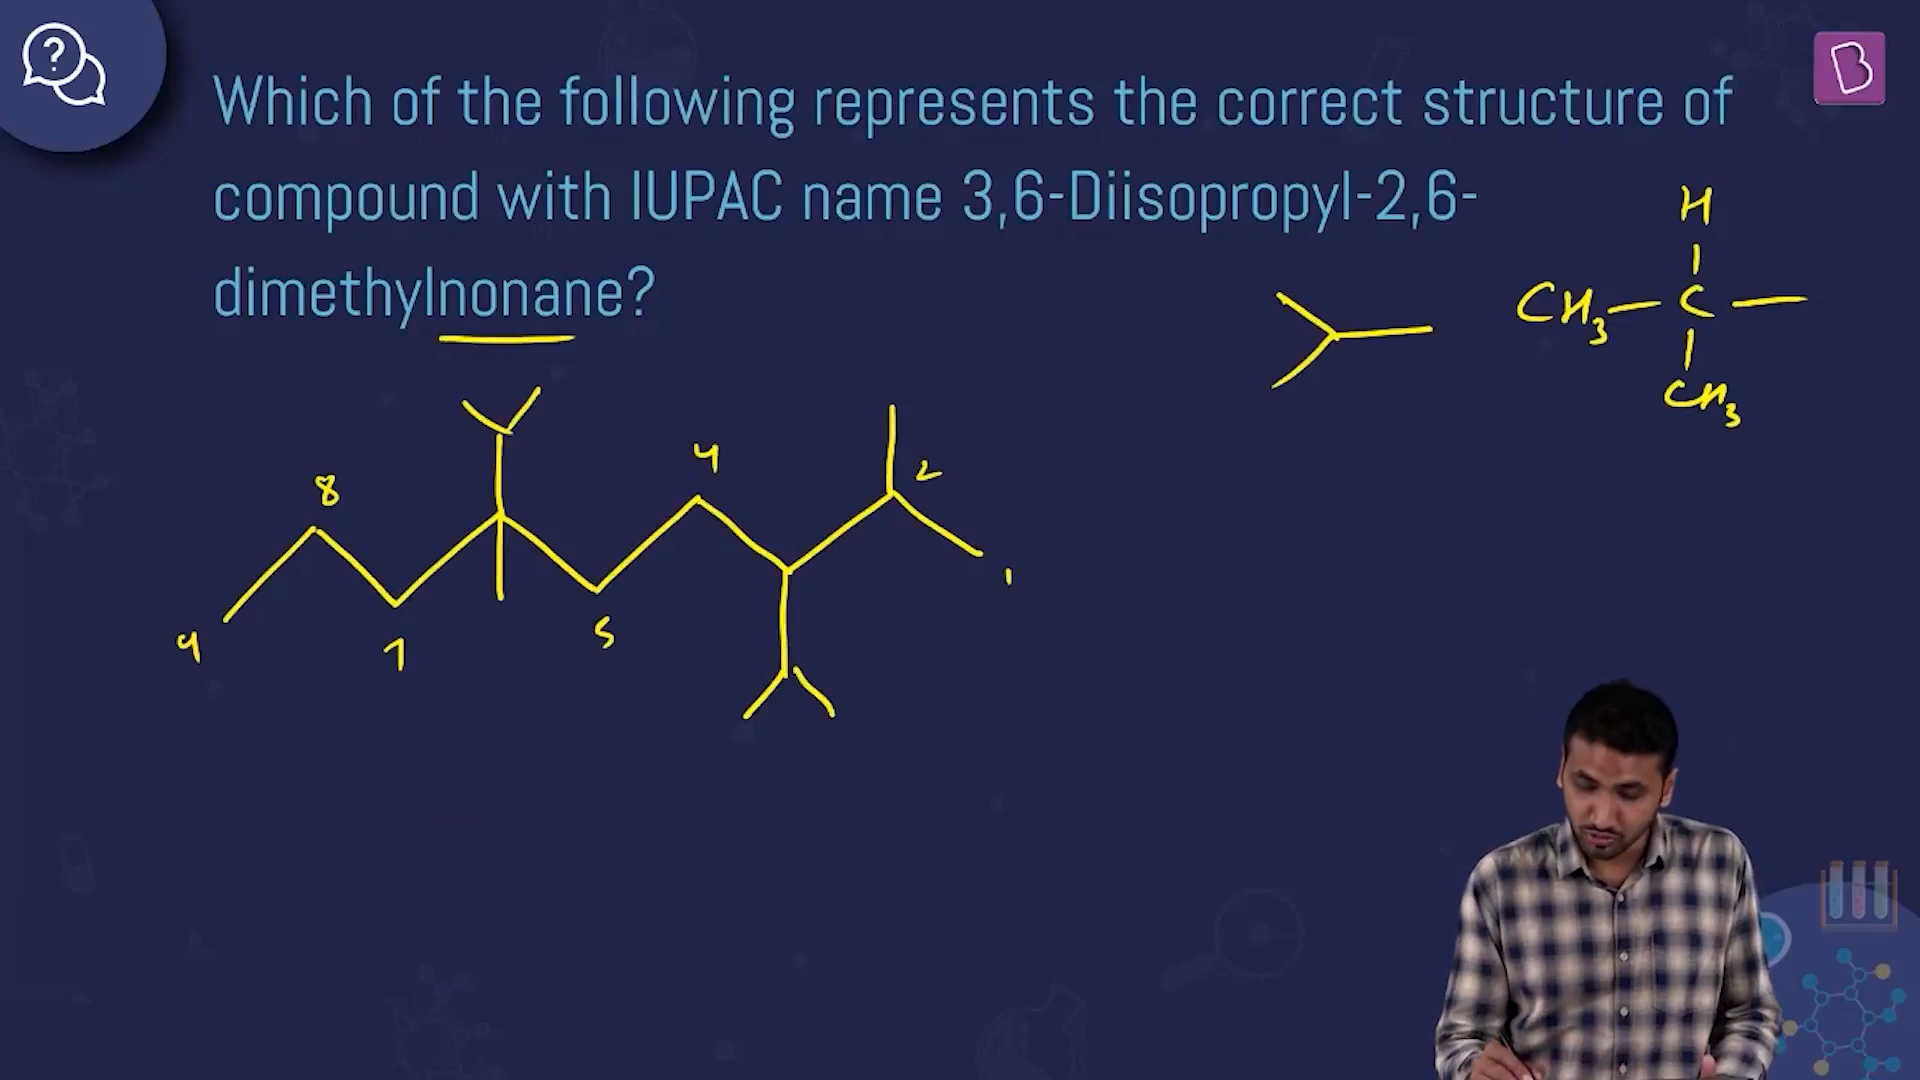 ?
B
Which of the following represents the correct structure of
compound with IUPAC name 3,6-Diisopropyl-2,6-
dimethylnonane?
H
CH3 - C -
CH3
8
4
2
9
7
5
1